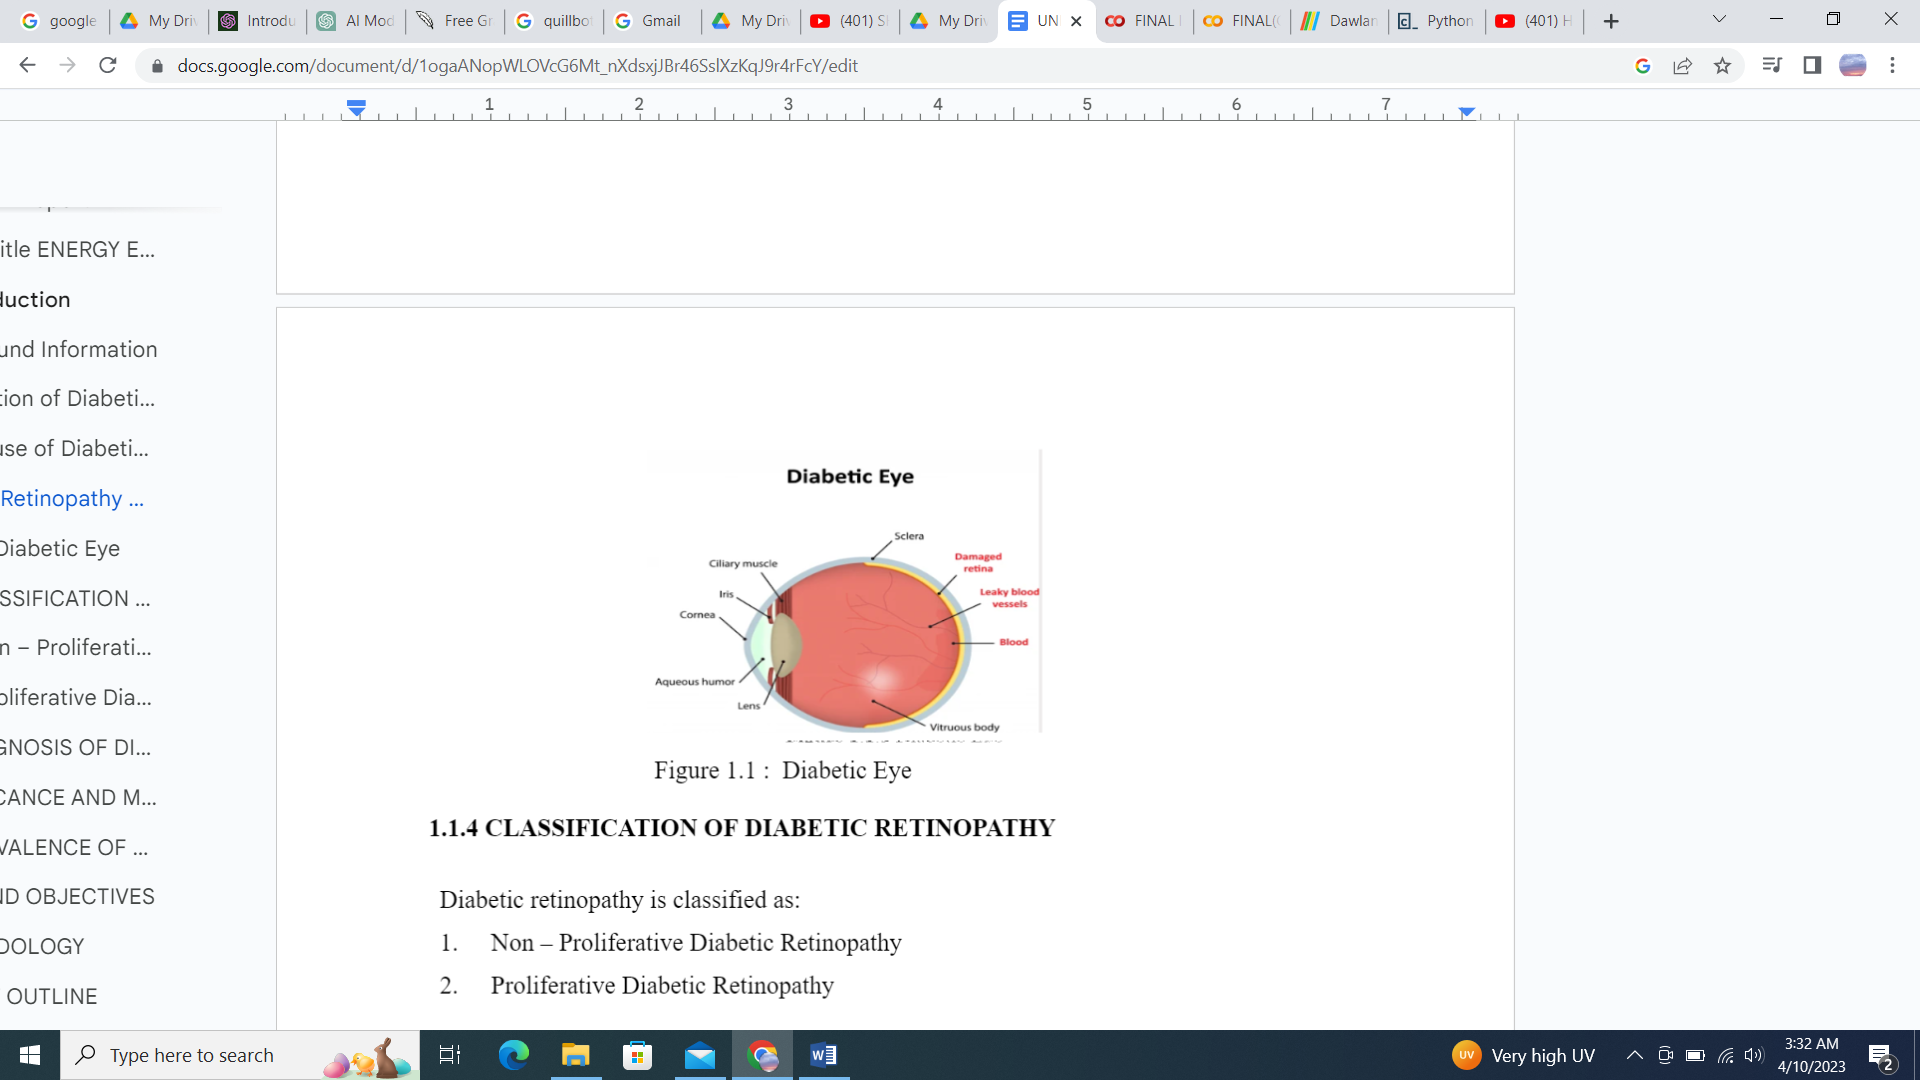 google
My Driv
Introdu
AI Mod
Free Gr
quillbo
Gmail
My Driv
(401) S
My Driv
UN
FINAL
FINAL(
Dawlan
Python
(401) H
docs.google.com/document/d/1ogaANopWLOVcG6Mt_nXdsxjJBr46SslXzKqJ9r4rFcY/edit
1 2 3 4 5 6 7
itle ENERGY E...
duction
und Information
tion of Diabeti...
use of Diabeti...
Retinopathy ...
Diabetic Eye
SSIFICATION ...
n – Proliferati...
oliferative Dia...
GNOSIS OF DI...
CANCE AND M...
VALENCE OF ...
ND OBJECTIVES
DOLOGY
OUTLINE
Diabetic Eye
Sclera
Ciliary muscle
Damaged
retina
Iris
Leaky blood
vessels
Cornea
Blood
Aqueous humor
Lens
Vitruous body
Figure 1.1 : Diabetic Eye
1.1.4 CLASSIFICATION OF DIABETIC RETINOPATHY
Diabetic retinopathy is classified as:
1. Non – Proliferative Diabetic Retinopathy
2. Proliferative Diabetic Retinopathy
Type here to search
UV
Very high UV
3:32 AM
4/10/2023
2